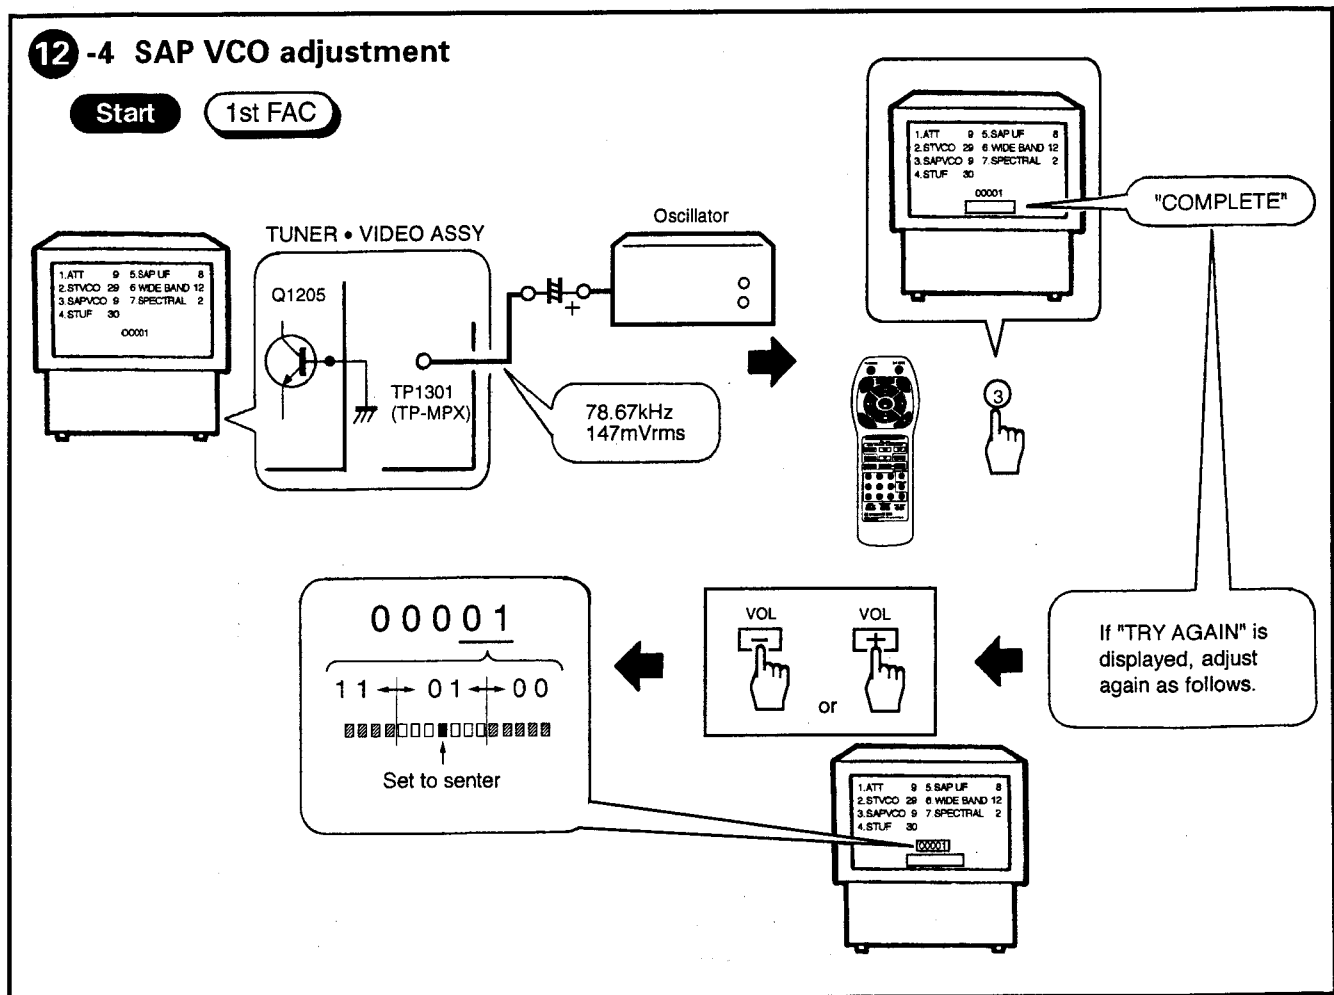 12 -4 SAP VCO adjustment
Start 1st FAC
1.ATT 9 5.SAP UF 8
2.STVCO 29 6 WIDE BAND 12
3.SAPVCO 9 7.SPECTRAL 2
4.STUF 30
00001
TUNER • VIDEO ASSY
Q1205
TP1301
(TP-MPX)
Oscillator
+
78.67kHz
147mVrms
1.ATT 9 5.SAP UF 8
2.STVCO 29 6.WIDE BAND 12
3.SAPVCO 9 7.SPECTRAL 2
4.STUF 30
00001
"COMPLETE"
3
If "TRY AGAIN" is
displayed, adjust
again as follows.
VOL VOL
− +
or
00001
11 ↔ 01 ↔ 00
Set to senter
1.ATT 9 5.SAP UF 8
2.STVCO 29 6 WIDE BAND 12
3.SAPVCO 9 7.SPECTRAL 2
4.STUF 30
00001